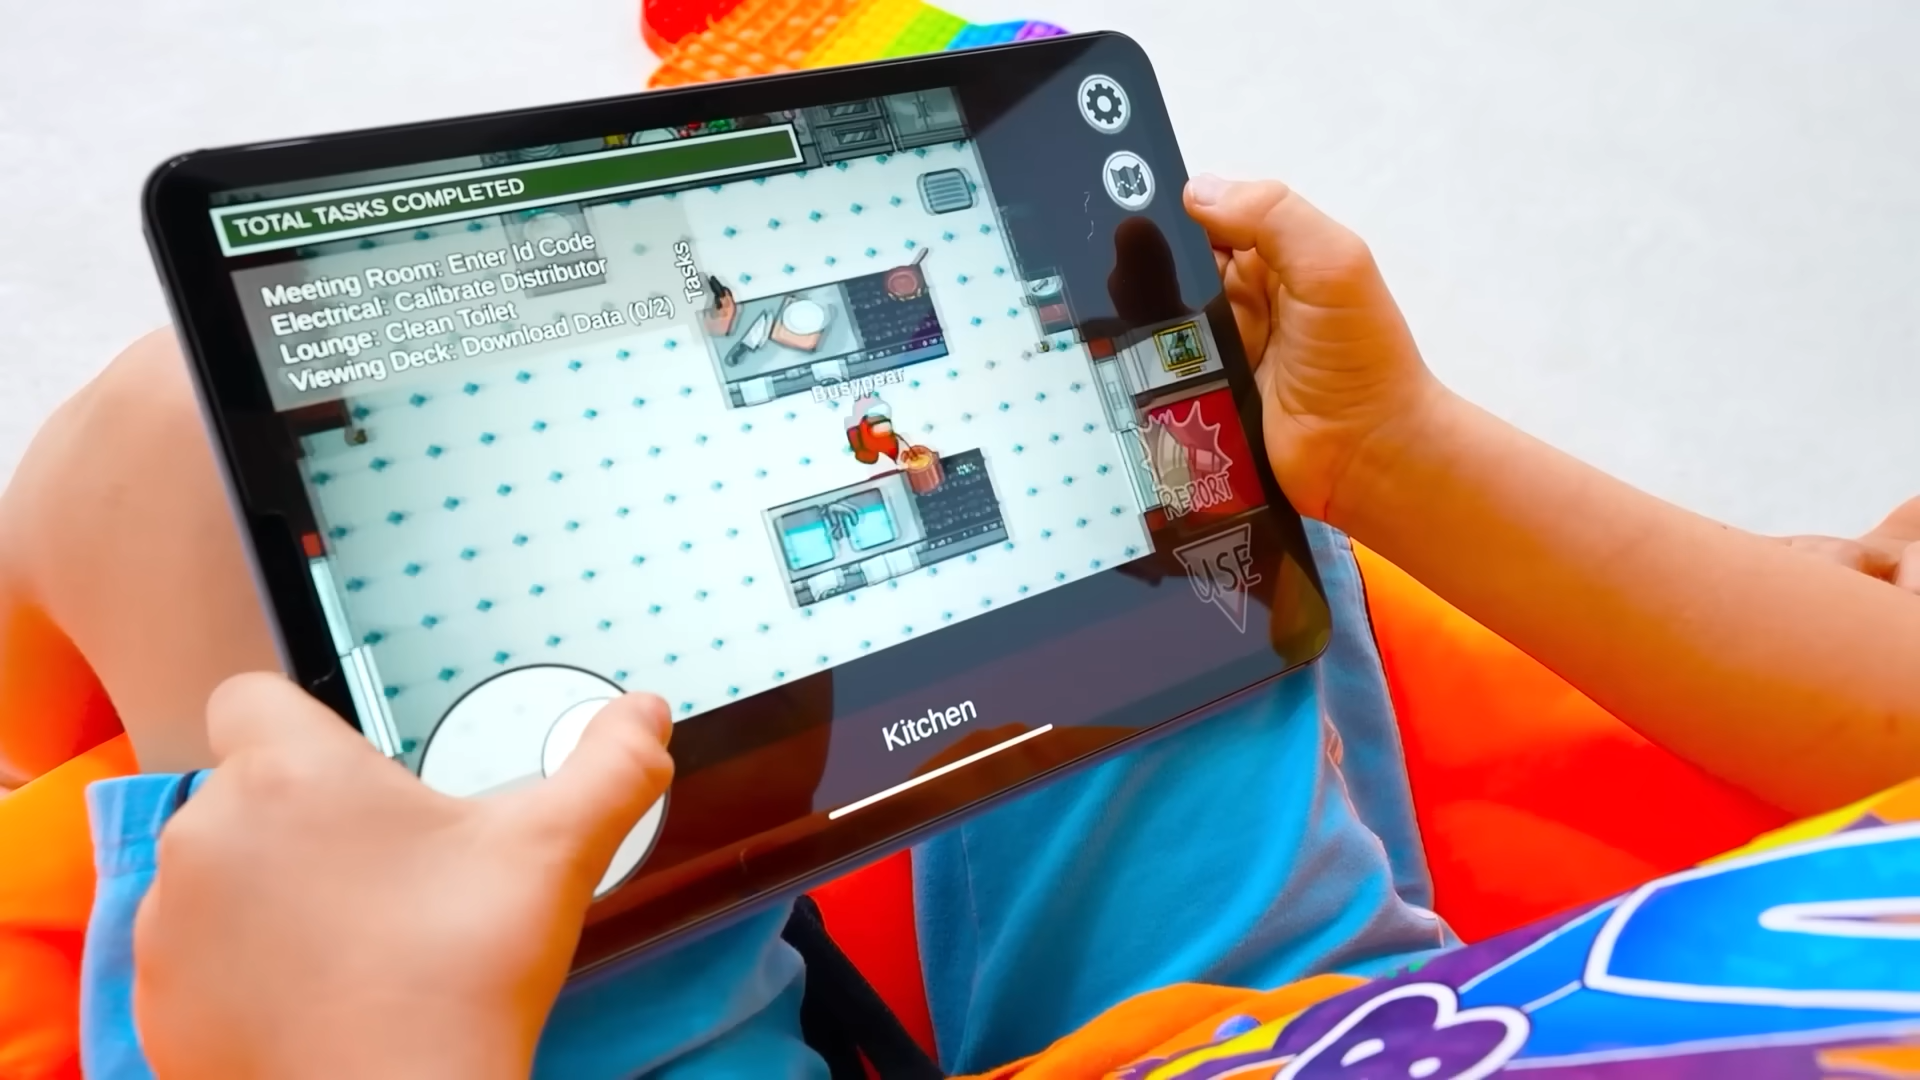 TOTAL TASKS COMPLETED
Meeting Room: Enter Id Code
Electrical: Calibrate Distributor
Lounge: Clean Toilet
Viewing Deck: Download Data (0/2)
Tasks
Busypear
REPORT
USE
Kitchen